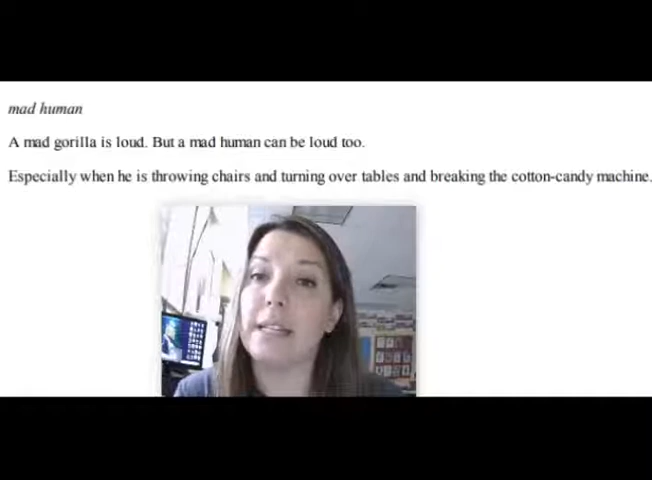 mad human
A mad gorilla is loud. But a mad human can be loud too.
Especially when he is throwing chairs and turning over tables and breaking the cotton-candy machine.